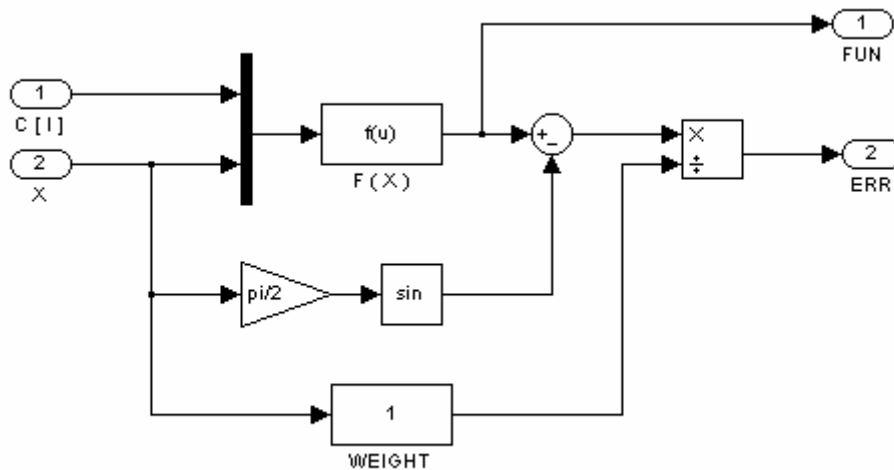 1
FUN
1
C [ I ]
2
X
f(u)
F ( X )
+
−
×
÷
2
ERR
pi/2
sin
1
WEIGHT